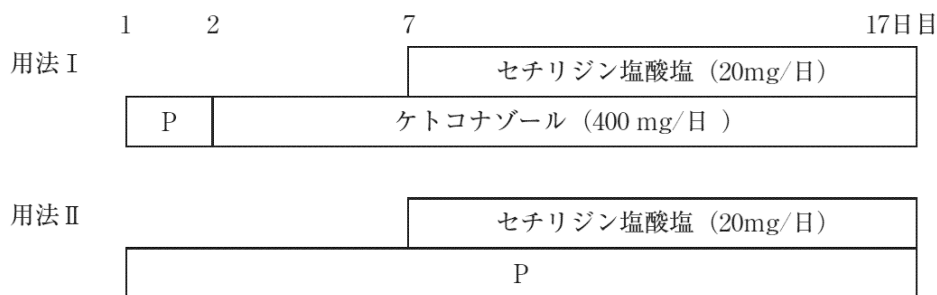 1 2 7 17日目
用法Ⅰ
セチリジン塩酸塩（20mg/日）
P ケトコナゾール（400 mg/日 ）
用法Ⅱ
セチリジン塩酸塩（20mg/日）
P